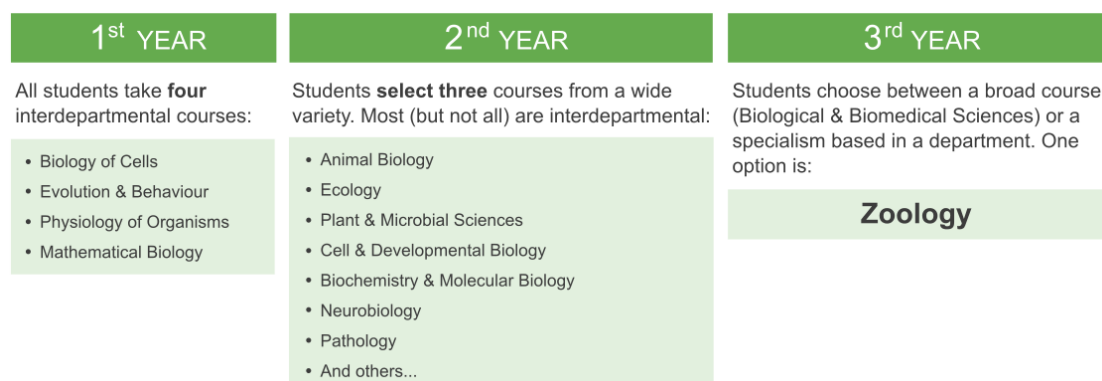 1st YEAR
All students take four
interdepartmental courses:
• Biology of Cells
• Evolution & Behaviour
• Physiology of Organisms
• Mathematical Biology
2nd YEAR
Students select three courses from a wide
variety. Most (but not all) are interdepartmental:
• Animal Biology
• Ecology
• Plant & Microbial Sciences
• Cell & Developmental Biology
• Biochemistry & Molecular Biology
• Neurobiology
• Pathology
• And others...
3rd YEAR
Students choose between a broad course
(Biological & Biomedical Sciences) or a
specialism based in a department. One
option is:
Zoology